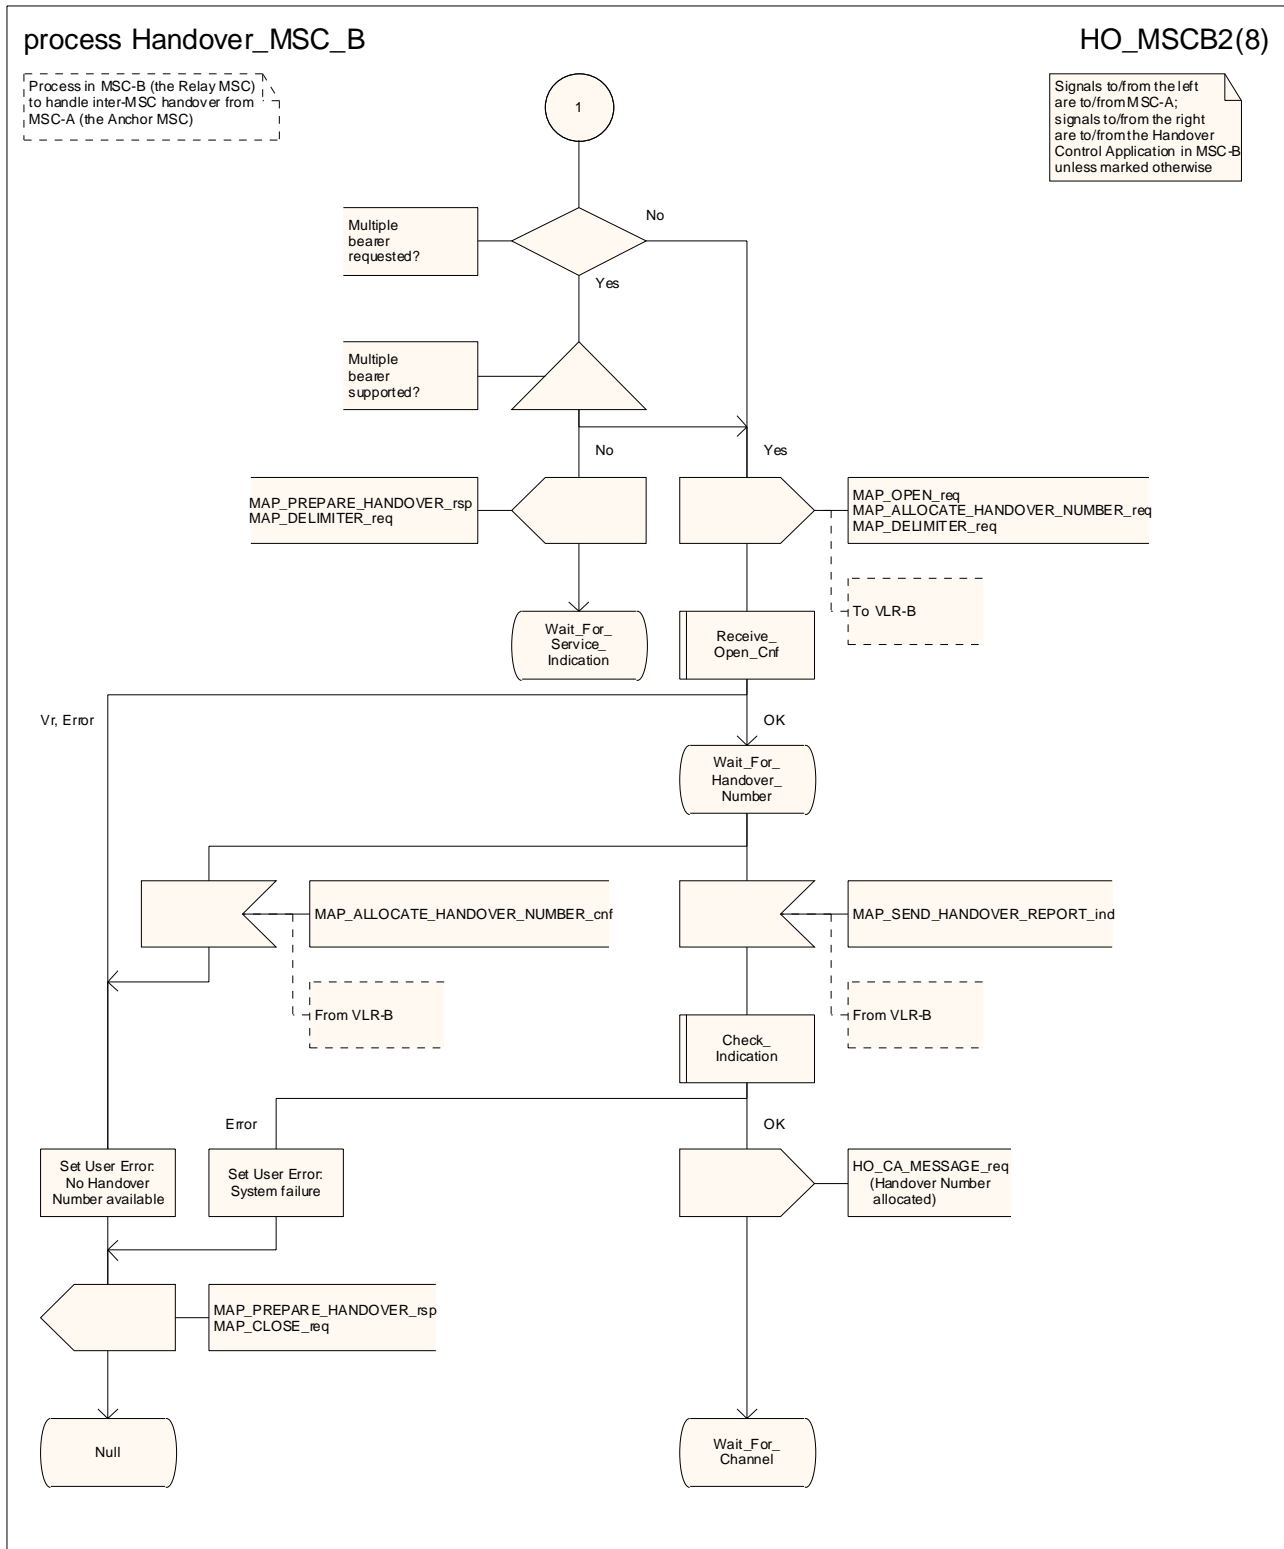 process Handover_MSC_B
HO_MSCB2(8)
Process in MSC-B (the Relay MSC)
to handle inter-MSC handover from
MSC-A (the Anchor MSC)
Signals to/from the left
are to/from MSC-A;
signals to/from the right
are to/from the Handover
Control Application in MSC-B
unless marked otherwise
1
Multiple
bearer
requested?
No
Yes
Multiple
bearer
supported?
No
Yes
MAP_PREPARE_HANDOVER_rsp
MAP_DELIMITER_req
MAP_OPEN_req
MAP_ALLOCATE_HANDOVER_NUMBER_req
MAP_DELIMITER_req
To VLR-B
Wait_For_
Service_
Indication
Receive_
Open_Cnf
Vr, Error
OK
Wait_For_
Handover_
Number
MAP_ALLOCATE_HANDOVER_NUMBER_cnf
MAP_SEND_HANDOVER_REPORT_ind
From VLR-B
From VLR-B
Check_
Indication
Error
OK
Set User Error:
No Handover
Number available
Set User Error:
System failure
HO_CA_MESSAGE_req
(Handover Number
allocated)
MAP_PREPARE_HANDOVER_rsp
MAP_CLOSE_req
Null
Wait_For_
Channel